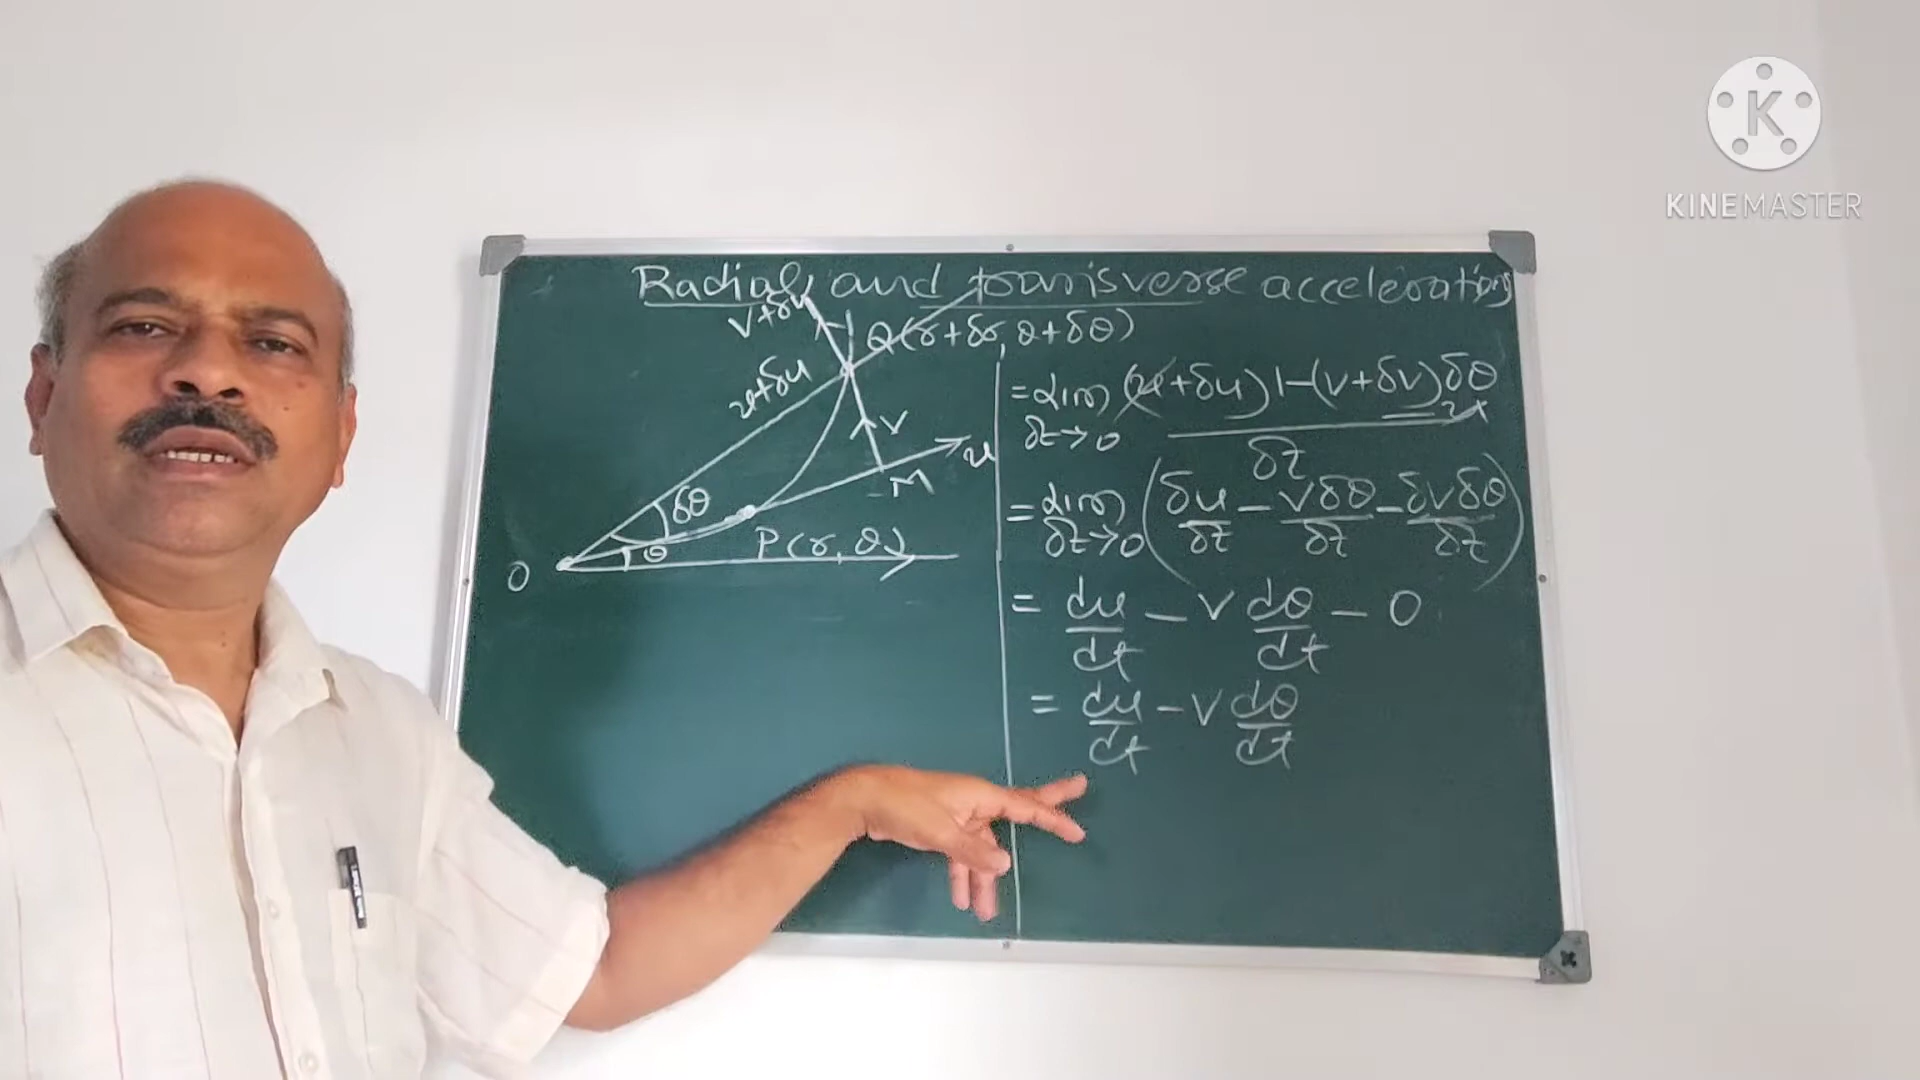 KINEMASTER
Radial and transverse accelerations
V+δv
Q(r+δr, θ+δθ)
u+δu
V
u
M
δθ
θ
P(r, θ)
O
= Lim δt→0 (u+δu)1-(v+δv)δθ-u / δt
= Lim δt→0 (δu/δt - Vδθ/δt - δvδθ/δt)
= du/dt - V dθ/dt - 0
= du/dt - V dθ/dt